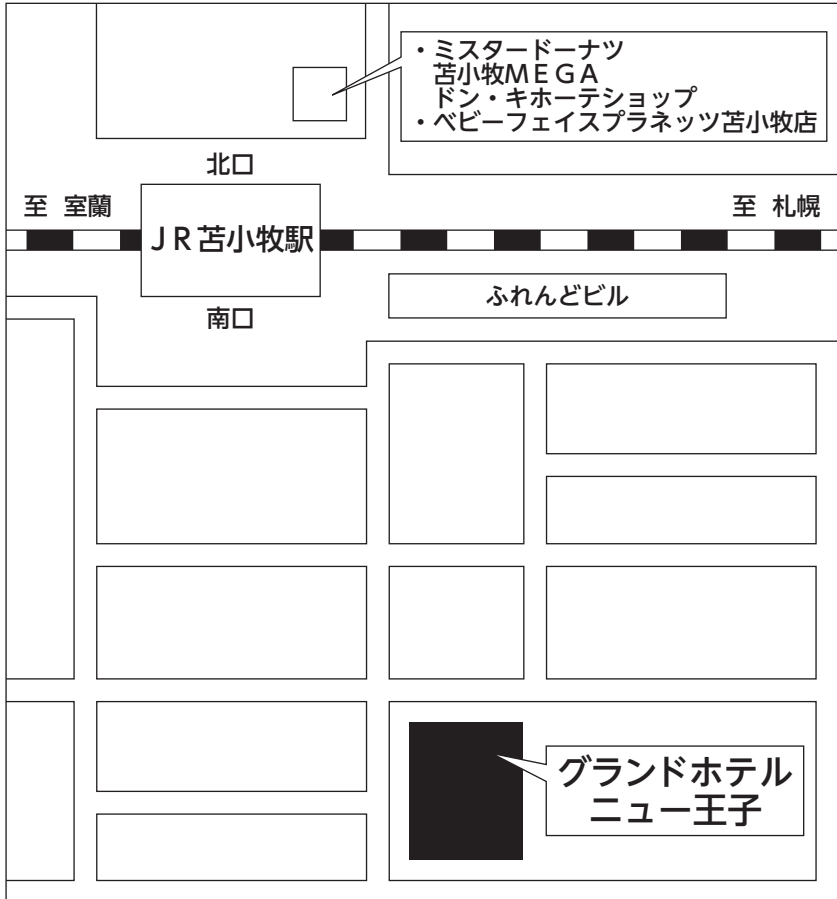 ・ミスタードーナツ
苫小牧ＭＥＧＡ
ドン・キホーテショップ
・ベビーフェイスプラネッツ苫小牧店
北口
至 室蘭
至 札幌
ＪＲ苫小牧駅
ふれんどビル
南口
グランドホテル
ニュー王子